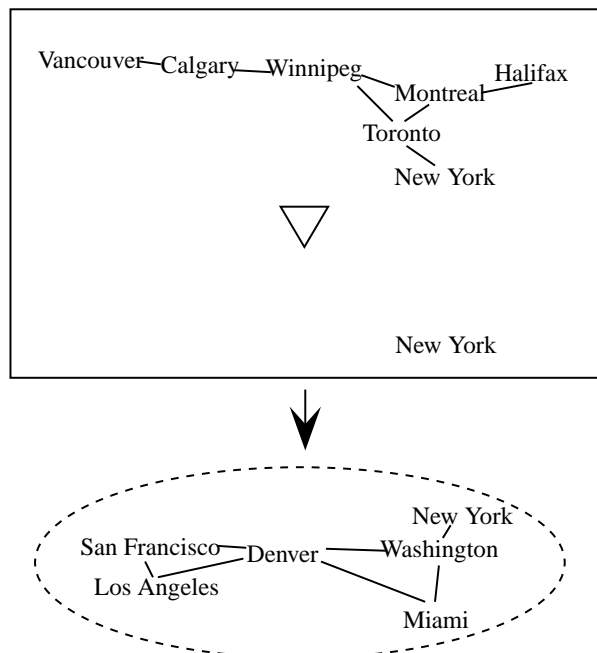 Vancouver Calgary Winnipeg Halifax
Montreal
Toronto
New York
New York
New York
San Francisco Denver Washington
Los Angeles
Miami